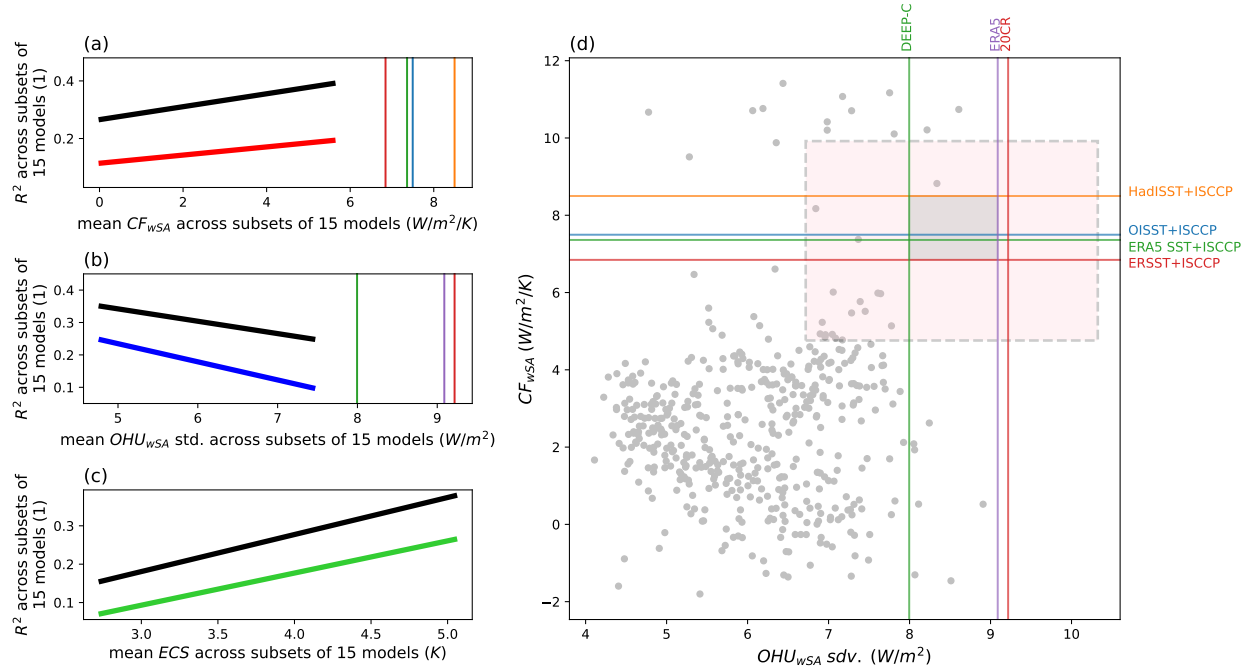 (a)
R² across subsets of
15 models (1)
0.4
0.2
0
2
4
6
8
mean CF_wSA across subsets of 15 models (W/m²/K)
(b)
R² across subsets of
15 models (1)
0.4
0.3
0.2
0.1
5
6
7
8
9
mean OHU_wSA std. across subsets of 15 models (W/m²)
(c)
R² across subsets of
15 models (1)
0.3
0.2
0.1
3.0
3.5
4.0
4.5
5.0
mean ECS across subsets of 15 models (K)
(d)
DEEP-C
ERA5
20CR
CF_wSA (W/m²/K)
12
10
8
6
4
2
0
−2
4
5
6
7
8
9
10
OHU_wSA sdv. (W/m²)
HadISST+ISCCP
OISST+ISCCP
ERA5 SST+ISCCP
ERSST+ISCCP